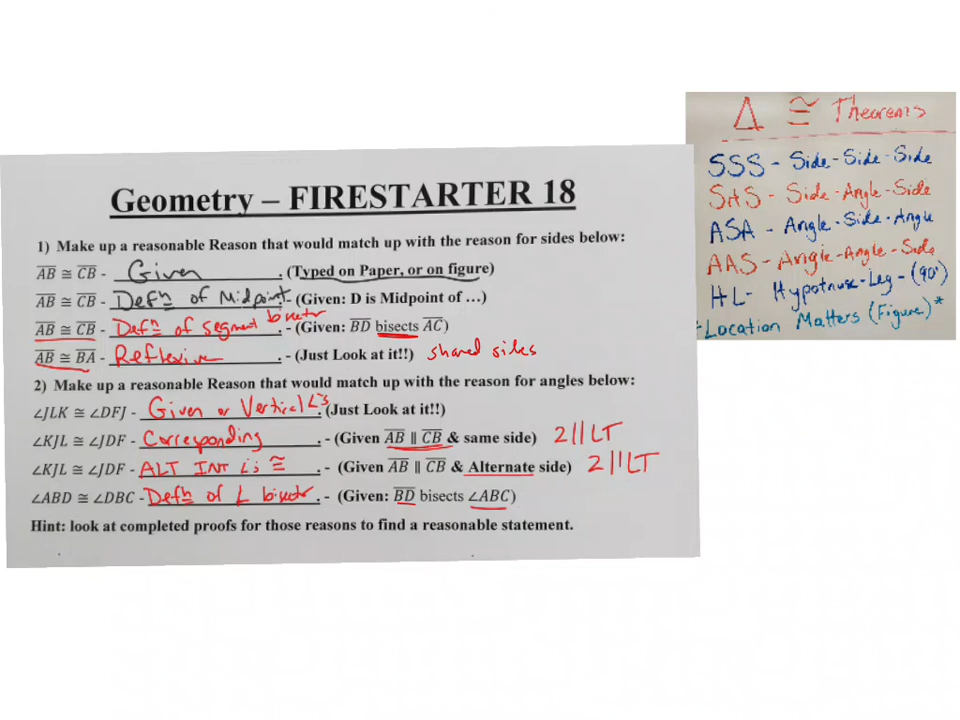 Geometry – FIRESTARTER 18
1) Make up a reasonable Reason that would match up with the reason for sides below:
AB ≅ CB - Given. (Typed on Paper, or on figure)
AB ≅ CB - Defn of Midpoint - (Given: D is Midpoint of …)
AB ≅ CB - Defn of segment bisector. - (Given: BD bisects AC)
AB ≅ BA - Reflexive. - (Just Look at it!!) shared sides
2) Make up a reasonable Reason that would match up with the reason for angles below:
∠JLK ≅ ∠DFJ - Given or Vertical ∠'s. (Just Look at it!!)
∠KJL ≅ ∠JDF - Corresponding. - (Given AB ∥ CB & same side) 2∥LT
∠KJL ≅ ∠JDF - ALT INT ∠'s ≅. - (Given AB ∥ CB & Alternate side) 2∥LT
∠ABD ≅ ∠DBC - Defn of ∠ bisector. - (Given: BD bisects ∠ABC)
Hint: look at completed proofs for those reasons to find a reasonable statement.
Δ ≅ Theorems
SSS - Side - Side - Side
SAS - Side - Angle - Side
ASA - Angle - Side - Angle
AAS - Angle - Angle - Side
HL - Hypotnuse - Leg - (90°)
*Location Matters (Figure)*